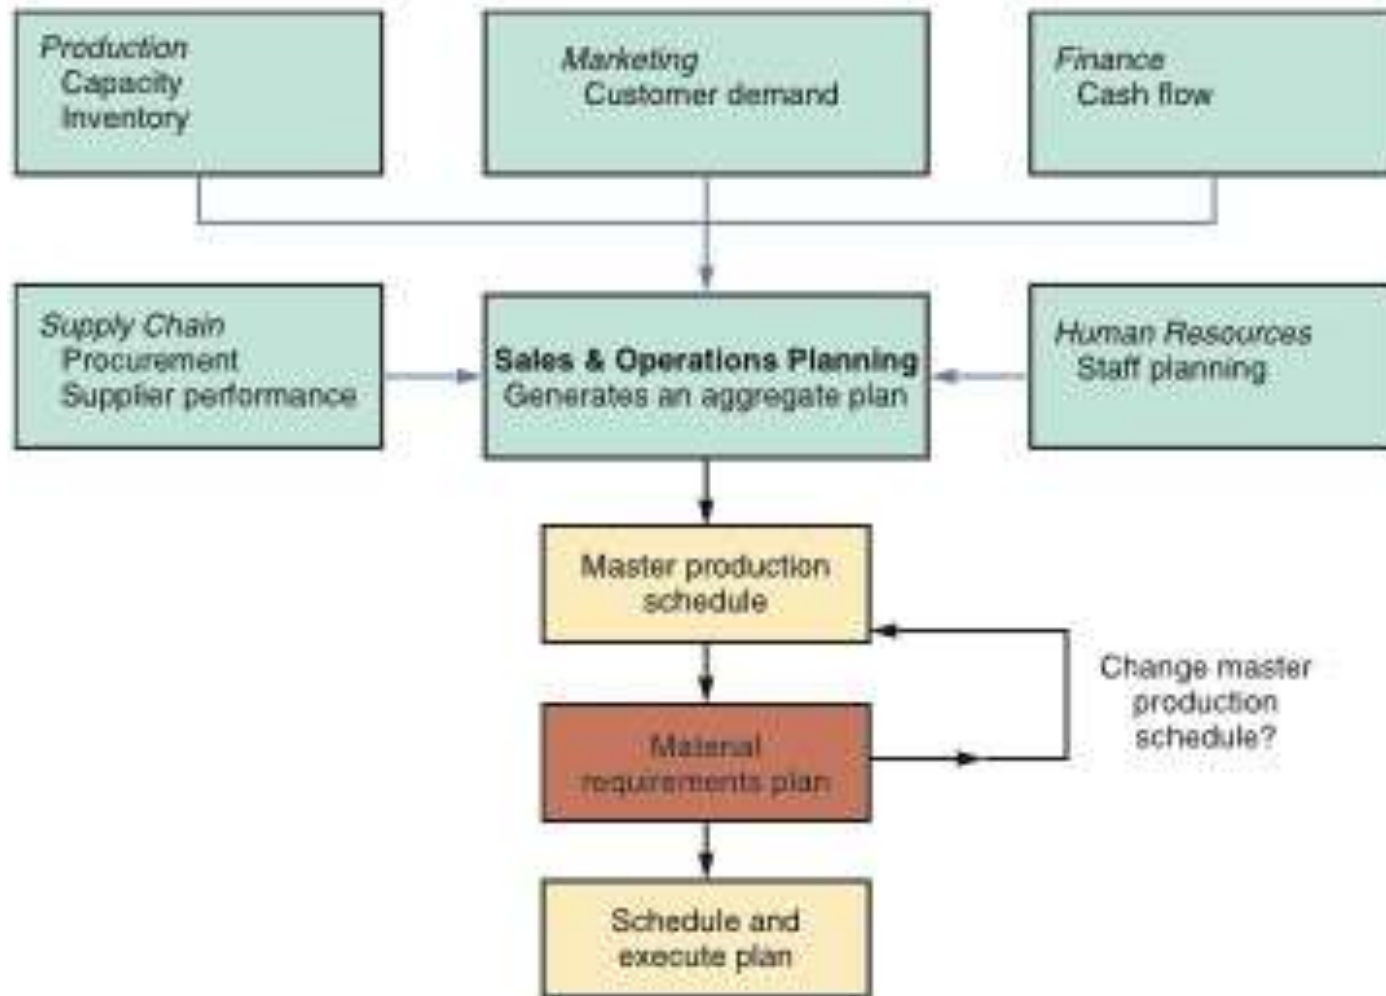 Production
Capacity
Inventory
Marketing
Customer demand
Finance
Cash flow
Supply Chain
Procurement
Supplier performance
Sales & Operations Planning
Generates an aggregate plan
Human Resources
Staff planning
Master production
schedule
Change master
production
schedule?
Material
requirements plan
Schedule and
execute plan